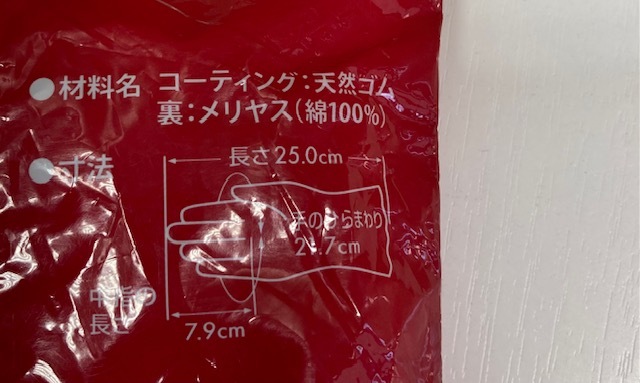 ●材料名 コーティング:天然ゴム
裏:メリヤス(綿100%)
●寸法
長さ25.0cm
手のひらまわり
中指の
長さ
7.9cm